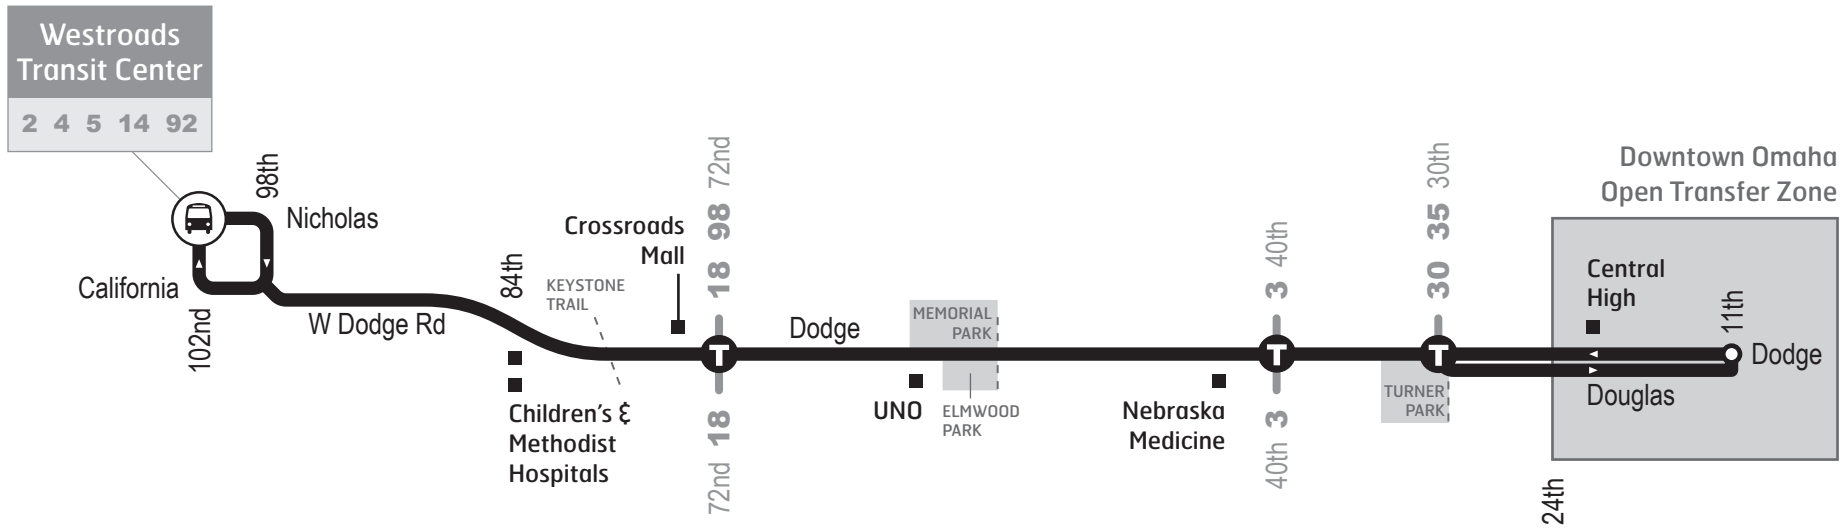 Westroads
Transit Center
2 4 5 14 92
98th
Nicholas
California
102nd
W Dodge Rd
84th
KEYSTONE
TRAIL
Children's &
Methodist
Hospitals
Crossroads
Mall
18 98 72nd
T
72nd 18
Dodge
MEMORIAL
PARK
UNO
ELMWOOD
PARK
Nebraska
Medicine
3 40th
T
40th 3
30 35 30th
T
TURNER
PARK
Downtown Omaha
Open Transfer Zone
Central
High
11th
Dodge
Douglas
24th